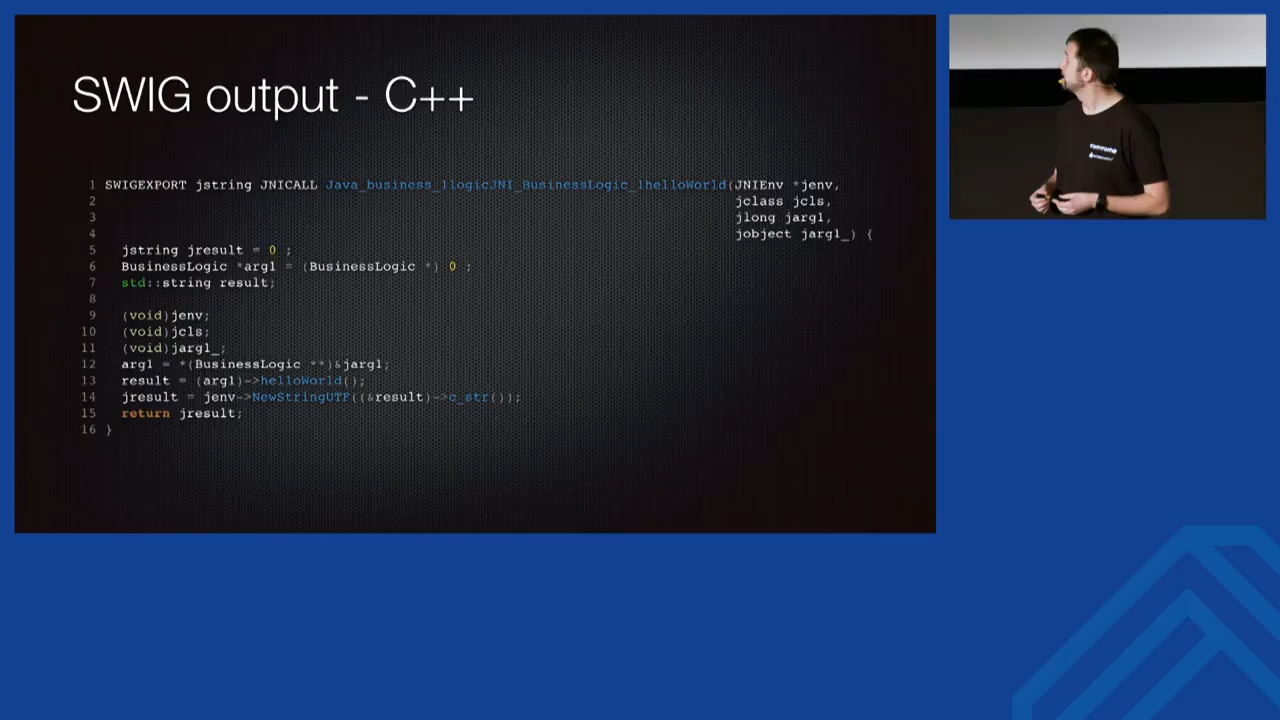 SWIG output - C++
1 SWIGEXPORT jstring JNICALL Java_business_1logicJNI_BusinessLogic_1helloWorld(JNIEnv *jenv,
2 jclass jcls,
3 jlong jarg1,
4 jobject jarg1_) {
5 jstring jresult = 0 ;
6 BusinessLogic *arg1 = (BusinessLogic *) 0 ;
7 std::string result;
8
9 (void)jenv;
10 (void)jcls;
11 (void)jarg1_;
12 arg1 = *(BusinessLogic **)&jarg1;
13 result = (arg1)->helloWorld();
14 jresult = jenv->NewStringUTF((&result)->c_str());
15 return jresult;
16 }